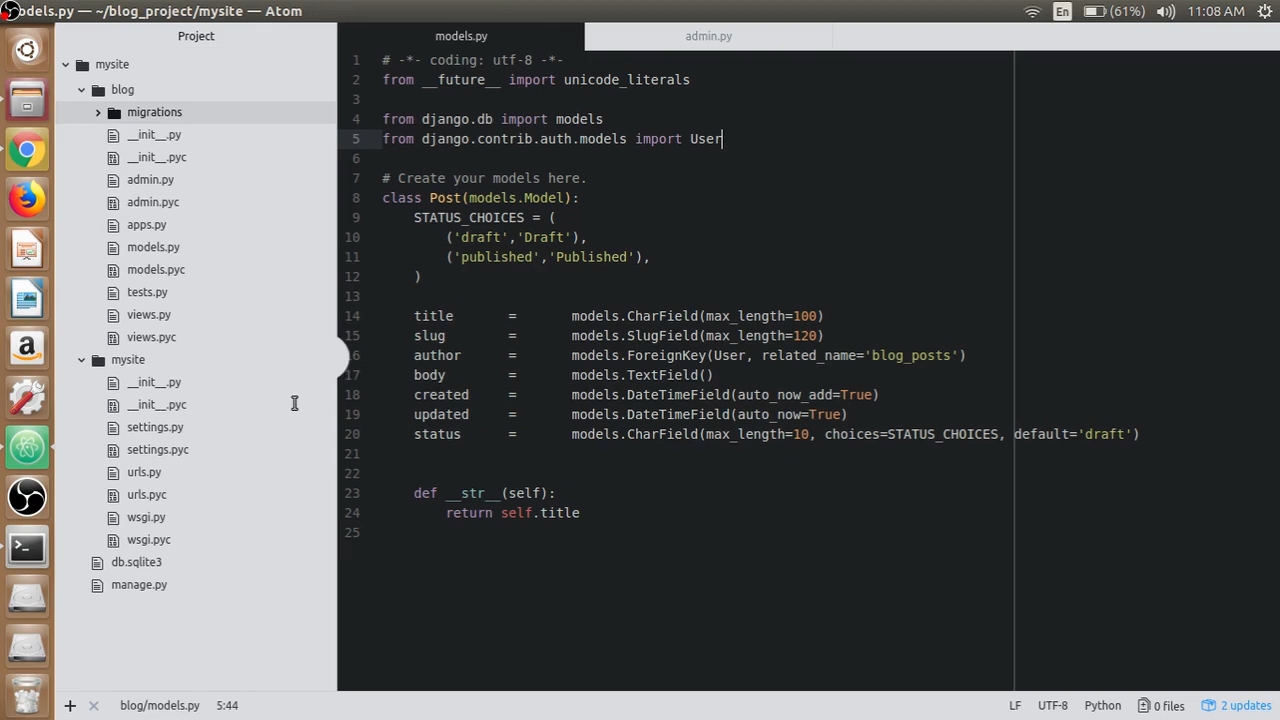 odels.py — ~/blog_project/mysite — Atom
En
(61%)
11:08 AM
Project
mysite
blog
migrations
__init__.py
__init__.pyc
admin.py
admin.pyc
apps.py
models.py
models.pyc
tests.py
views.py
views.pyc
mysite
__init__.py
__init__.pyc
settings.py
settings.pyc
urls.py
urls.pyc
wsgi.py
wsgi.pyc
db.sqlite3
manage.py
models.py
admin.py
1 # -*- coding: utf-8 -*-
2 from __future__ import unicode_literals
3
4 from django.db import models
5 from django.contrib.auth.models import User
6
7 # Create your models here.
8 class Post(models.Model):
9     STATUS_CHOICES = (
10         ('draft','Draft'),
11         ('published','Published'),
12     )
13
14     title       =       models.CharField(max_length=100)
15     slug        =       models.SlugField(max_length=120)
16     author      =       models.ForeignKey(User, related_name='blog_posts')
17     body        =       models.TextField()
18     created     =       models.DateTimeField(auto_now_add=True)
19     updated     =       models.DateTimeField(auto_now=True)
20     status      =       models.CharField(max_length=10, choices=STATUS_CHOICES, default='draft')
21
22
23     def __str__(self):
24         return self.title
25
blog/models.py 5:44
LF UTF-8 Python 0 files 2 updates